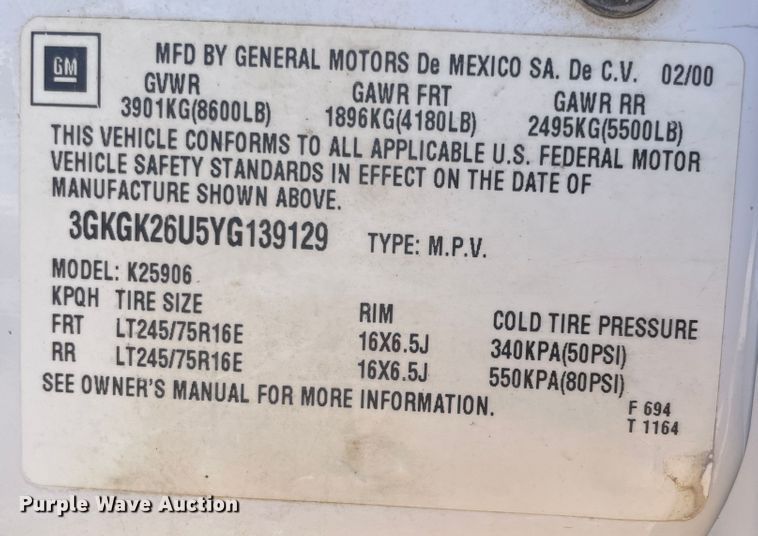 GM
MFD BY GENERAL MOTORS De MEXICO SA. De C.V. 02/00
GVWR GAWR FRT GAWR RR
3901KG(8600LB) 1896KG(4180LB) 2495KG(5500LB)
THIS VEHICLE CONFORMS TO ALL APPLICABLE U.S. FEDERAL MOTOR
VEHICLE SAFETY STANDARDS IN EFFECT ON THE DATE OF
MANUFACTURE SHOWN ABOVE.
3GKGK26U5YG139129 TYPE: M.P.V.
MODEL: K25906
KPQH TIRE SIZE RIM COLD TIRE PRESSURE
FRT LT245/75R16E 16X6.5J 340KPA(50PSI)
RR LT245/75R16E 16X6.5J 550KPA(80PSI)
SEE OWNER'S MANUAL FOR MORE INFORMATION.
F 694
T 1164
Purple Wave Auction